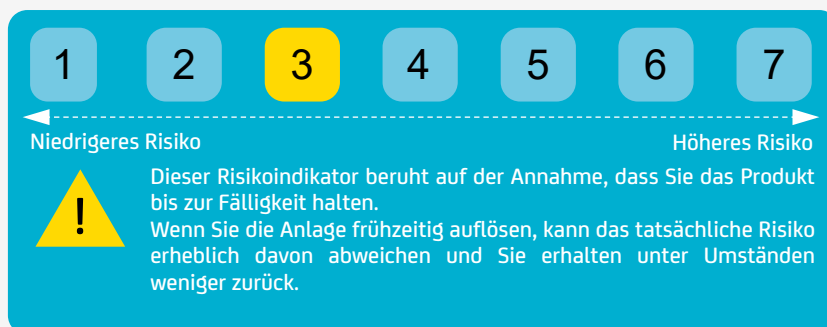 1 2 3 4 5 6 7
Niedrigeres Risiko Höheres Risiko
!
Dieser Risikoindikator beruht auf der Annahme, dass Sie das Produkt
bis zur Fälligkeit halten.
Wenn Sie die Anlage frühzeitig auflösen, kann das tatsächliche Risiko
erheblich davon abweichen und Sie erhalten unter Umständen
weniger zurück.